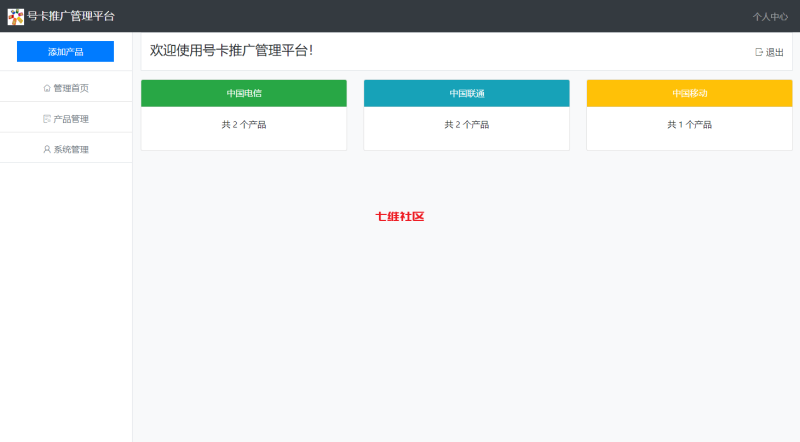 号卡推广管理平台
个人中心
添加产品
欢迎使用号卡推广管理平台！
退出
管理首页
产品管理
系统管理
中国电信
共 2 个产品
中国联通
共 2 个产品
中国移动
共 1 个产品
七维社区